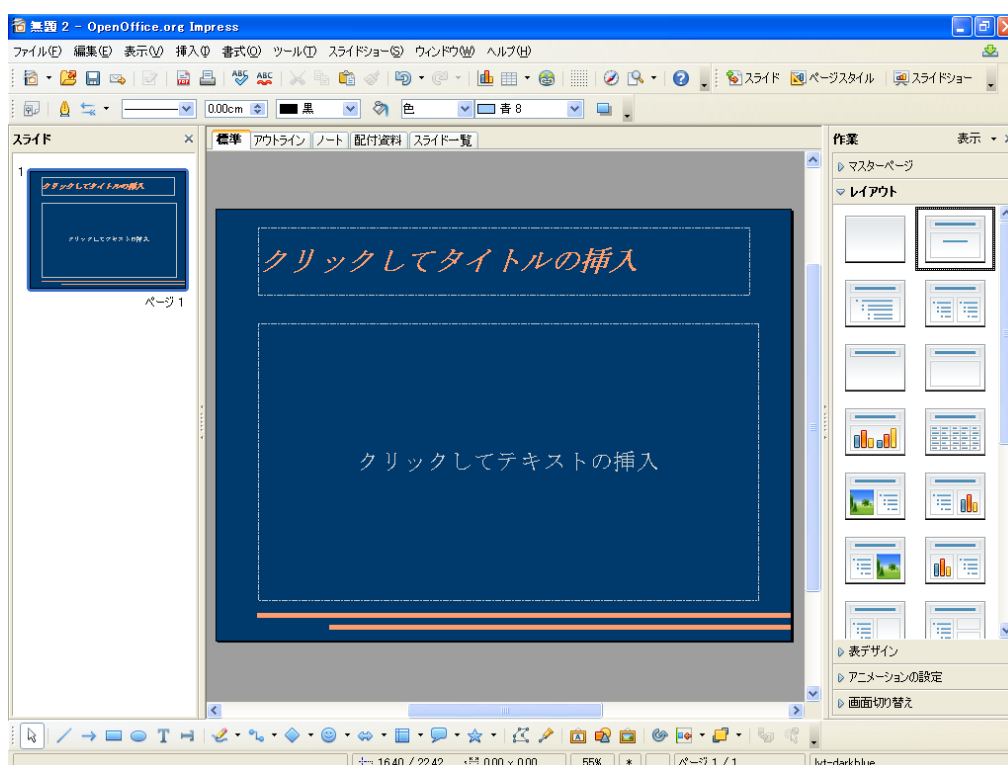 無題 2 - OpenOffice.org Impress
ファイル(F) 編集(E) 表示(V) 挿入(I) 書式(O) ツール(T) スライドショー(S) ウィンドウ(W) ヘルプ(H)
スライド ページスタイル スライドショー
0.00cm 黒 色 青 8
スライド
標準 アウトライン ノート 配付資料 スライド一覧
作業 表示
1
クリックしてタイトルの挿入
クリックしてテキストの挿入
ページ 1
クリックしてタイトルの挿入
クリックしてテキストの挿入
マスターページ
レイアウト
表デザイン
アニメーションの設定
画面切り替え
16.40 / 22.42 0.00 x 0.00 55% * ページ 1 / 1 lyt=darkblue